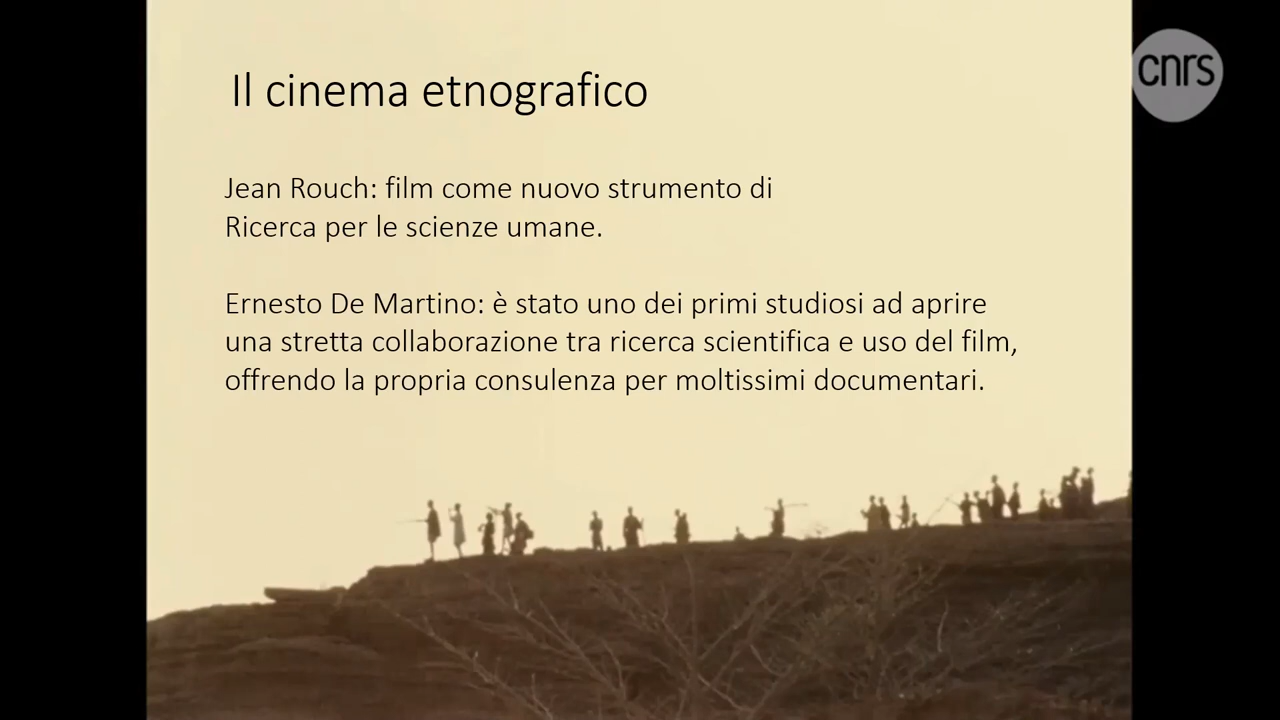 cnrs
Il cinema etnografico
Jean Rouch: film come nuovo strumento di
Ricerca per le scienze umane.
Ernesto De Martino: è stato uno dei primi studiosi ad aprire
una stretta collaborazione tra ricerca scientifica e uso del film,
offrendo la propria consulenza per moltissimi documentari.